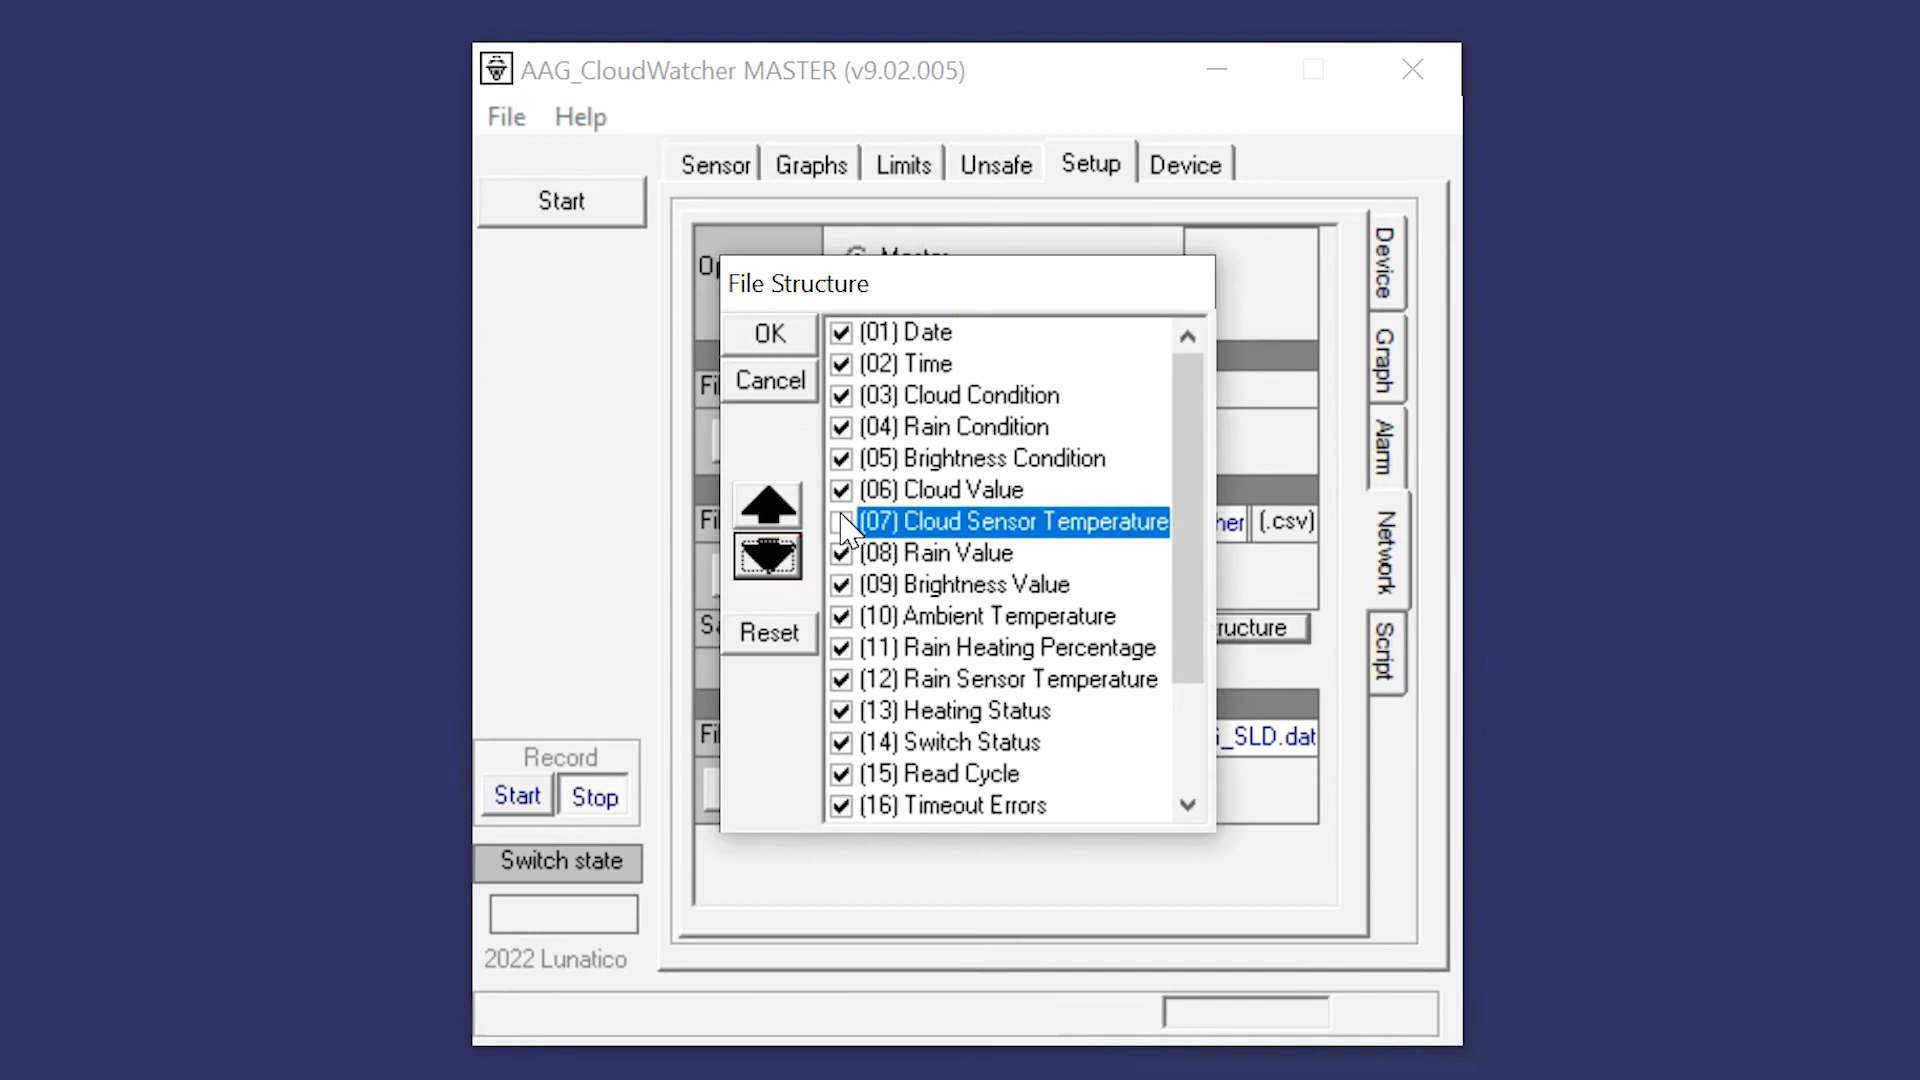 AAG_CloudWatcher MASTER (v9.02.005)
File Help
Sensor Graphs Limits Unsafe Setup Device
Start
File Structure
OK
Cancel
Reset
(01) Date
(02) Time
(03) Cloud Condition
(04) Rain Condition
(05) Brightness Condition
(06) Cloud Value
(07) Cloud Sensor Temperature
(08) Rain Value
(09) Brightness Value
(10) Ambient Temperature
(11) Rain Heating Percentage
(12) Rain Sensor Temperature
(13) Heating Status
(14) Switch Status
(15) Read Cycle
(16) Timeout Errors
(.csv)
_SLD.dat
Device
Graph
Alarm
Network
Script
Record
Start Stop
Switch state
2022 Lunatico